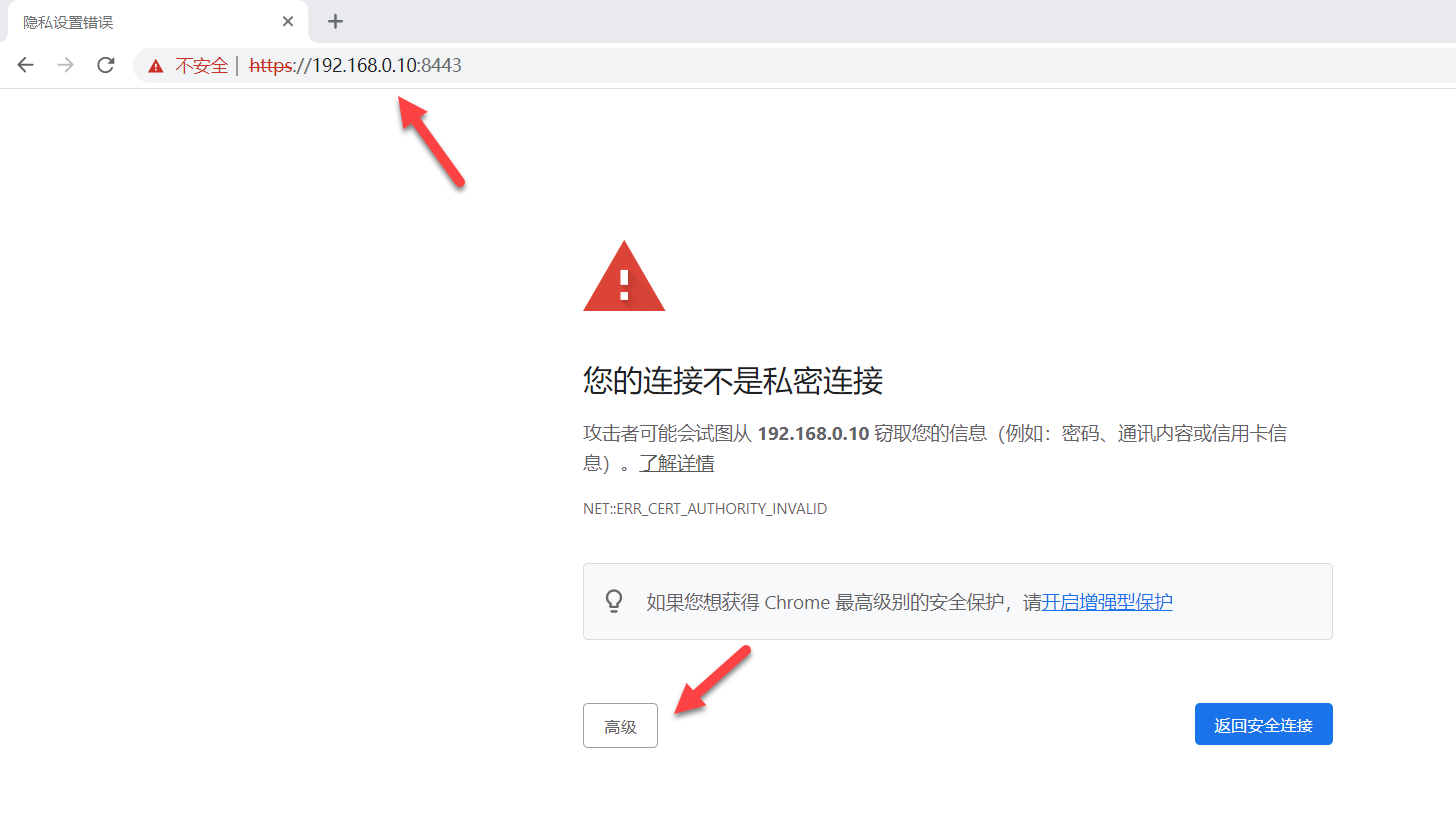 隐私设置错误
不安全 | https://192.168.0.10:8443
您的连接不是私密连接
攻击者可能会试图从 192.168.0.10 窃取您的信息（例如：密码、通讯内容或信用卡信
息）。了解详情
NET::ERR_CERT_AUTHORITY_INVALID
如果您想获得 Chrome 最高级别的安全保护，请开启增强型保护
高级
返回安全连接